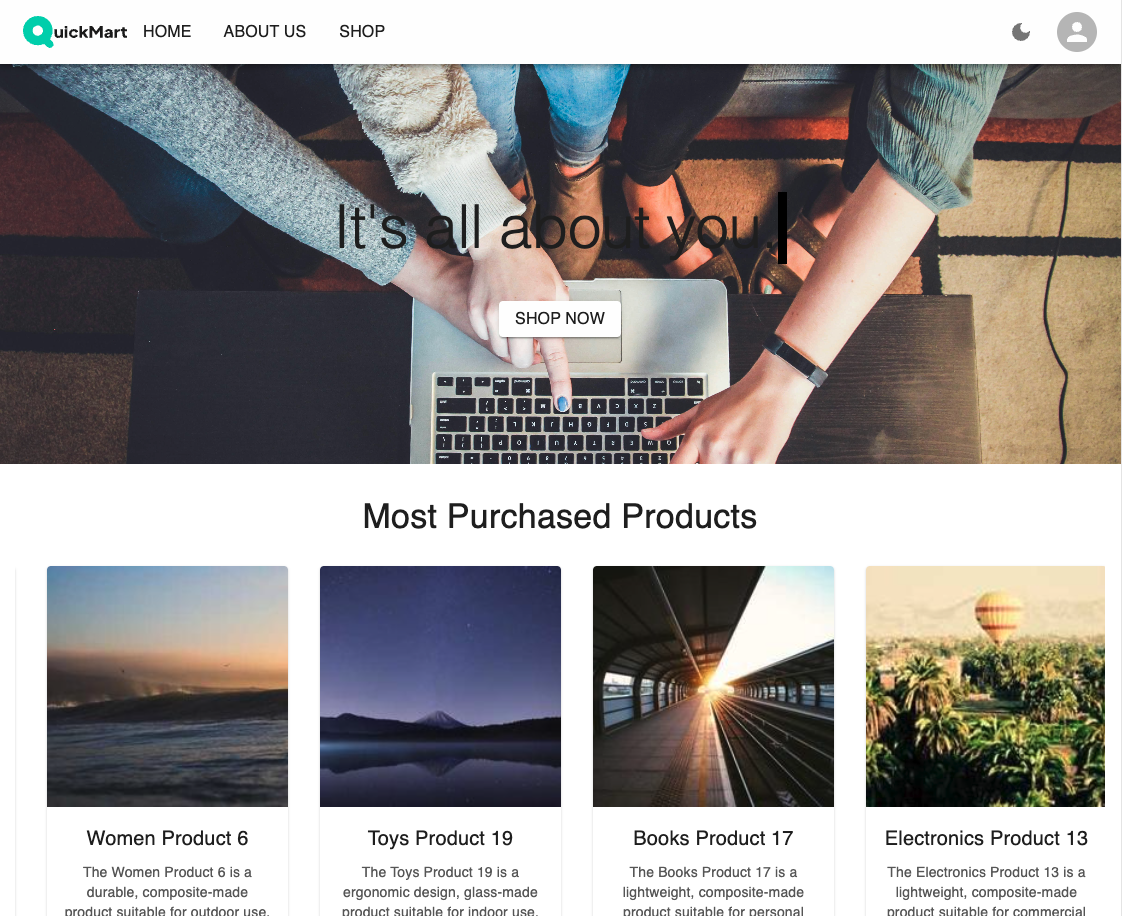 QuickMart HOME ABOUT US SHOP
It's all about you.
SHOP NOW
Most Purchased Products
Women Product 6
The Women Product 6 is a
durable, composite-made
product suitable for outdoor use.
Toys Product 19
The Toys Product 19 is a
ergonomic design, glass-made
product suitable for indoor use.
Books Product 17
The Books Product 17 is a
lightweight, composite-made
product suitable for personal
Electronics Product 13
The Electronics Product 13 is a
lightweight, composite-made
product suitable for commercial